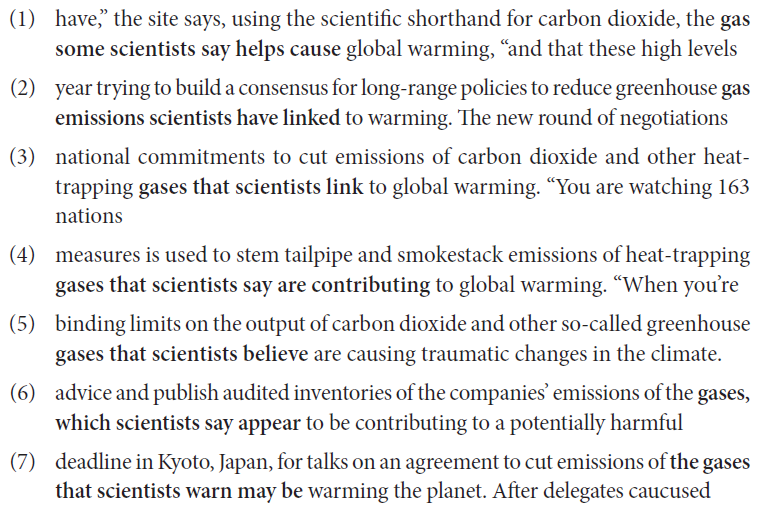 (1) have,” the site says, using the scientific shorthand for carbon dioxide, the gas
some scientists say helps cause global warming, “and that these high levels
(2) year trying to build a consensus for long-range policies to reduce greenhouse gas
emissions scientists have linked to warming. The new round of negotiations
(3) national commitments to cut emissions of carbon dioxide and other heat-
trapping gases that scientists link to global warming. “You are watching 163
nations
(4) measures is used to stem tailpipe and smokestack emissions of heat-trapping
gases that scientists say are contributing to global warming. “When you’re
(5) binding limits on the output of carbon dioxide and other so-called greenhouse
gases that scientists believe are causing traumatic changes in the climate.
(6) advice and publish audited inventories of the companies’ emissions of the gases,
which scientists say appear to be contributing to a potentially harmful
(7) deadline in Kyoto, Japan, for talks on an agreement to cut emissions of the gases
that scientists warn may be warming the planet. After delegates caucused